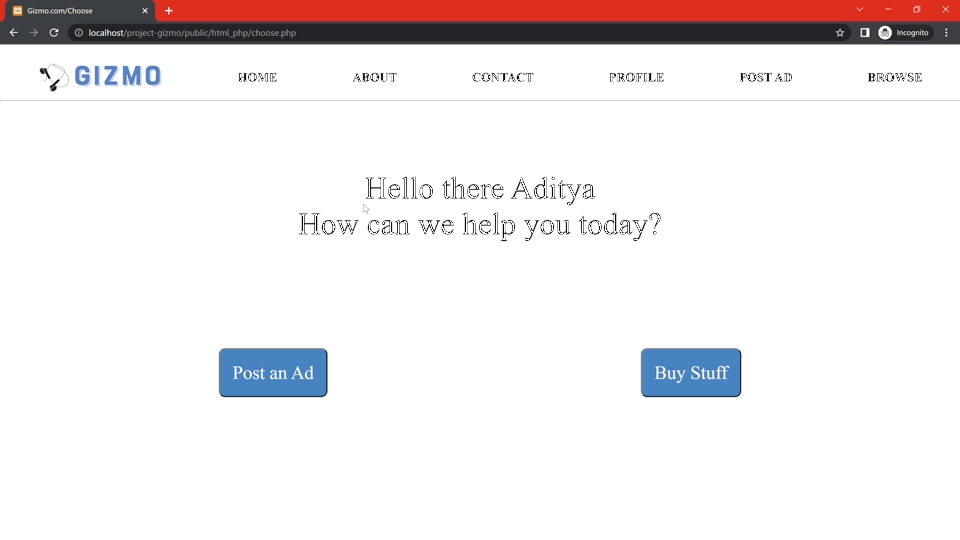 Gizmo.com/Choose
localhost/project-gizmo/public/html_php/choose.php
Incognito
GIZMO HOME ABOUT CONTACT PROFILE POST AD BROWSE
Hello there Aditya
How can we help you today?
Post an Ad Buy Stuff